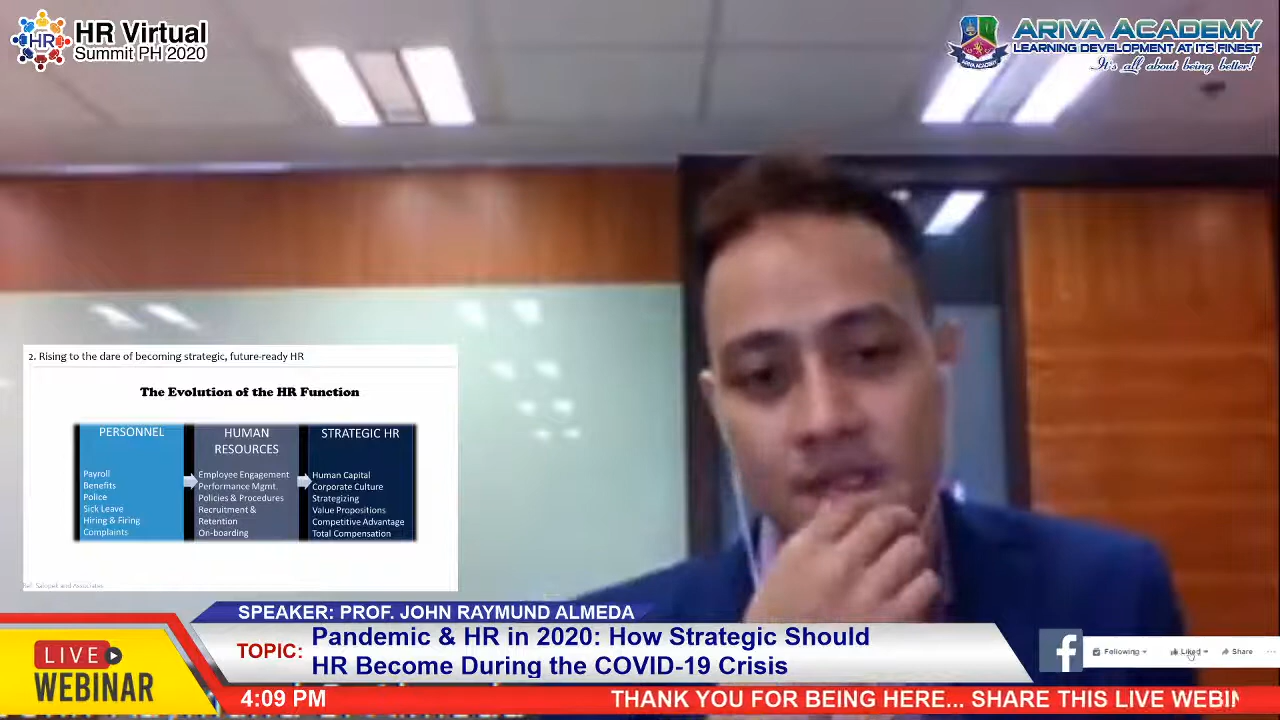 HR
HR Virtual
Summit PH 2020
ARIVA ACADEMY
LEARNING DEVELOPMENT AT ITS FINEST
It's all about being better!
2. Rising to the dare of becoming strategic, future-ready HR
The Evolution of the HR Function
PERSONNEL
Payroll
Benefits
Police
Sick Leave
Hiring & Firing
Complaints
HUMAN
RESOURCES
Employee Engagement
Performance Mgmt.
Policies & Procedures
Recruitment &
Retention
On-boarding
STRATEGIC HR
Human Capital
Corporate Culture
Strategizing
Value Propositions
Competitive Advantage
Total Compensation
Ref. Salopek and Associates
SPEAKER: PROF. JOHN RAYMUND ALMEDA
TOPIC: Pandemic & HR in 2020: How Strategic Should
HR Become During the COVID-19 Crisis
f Following Liked Share ...
LIVE
WEBINAR
4:09 PM THANK YOU FOR BEING HERE... SHARE THIS LIVE WEBIN